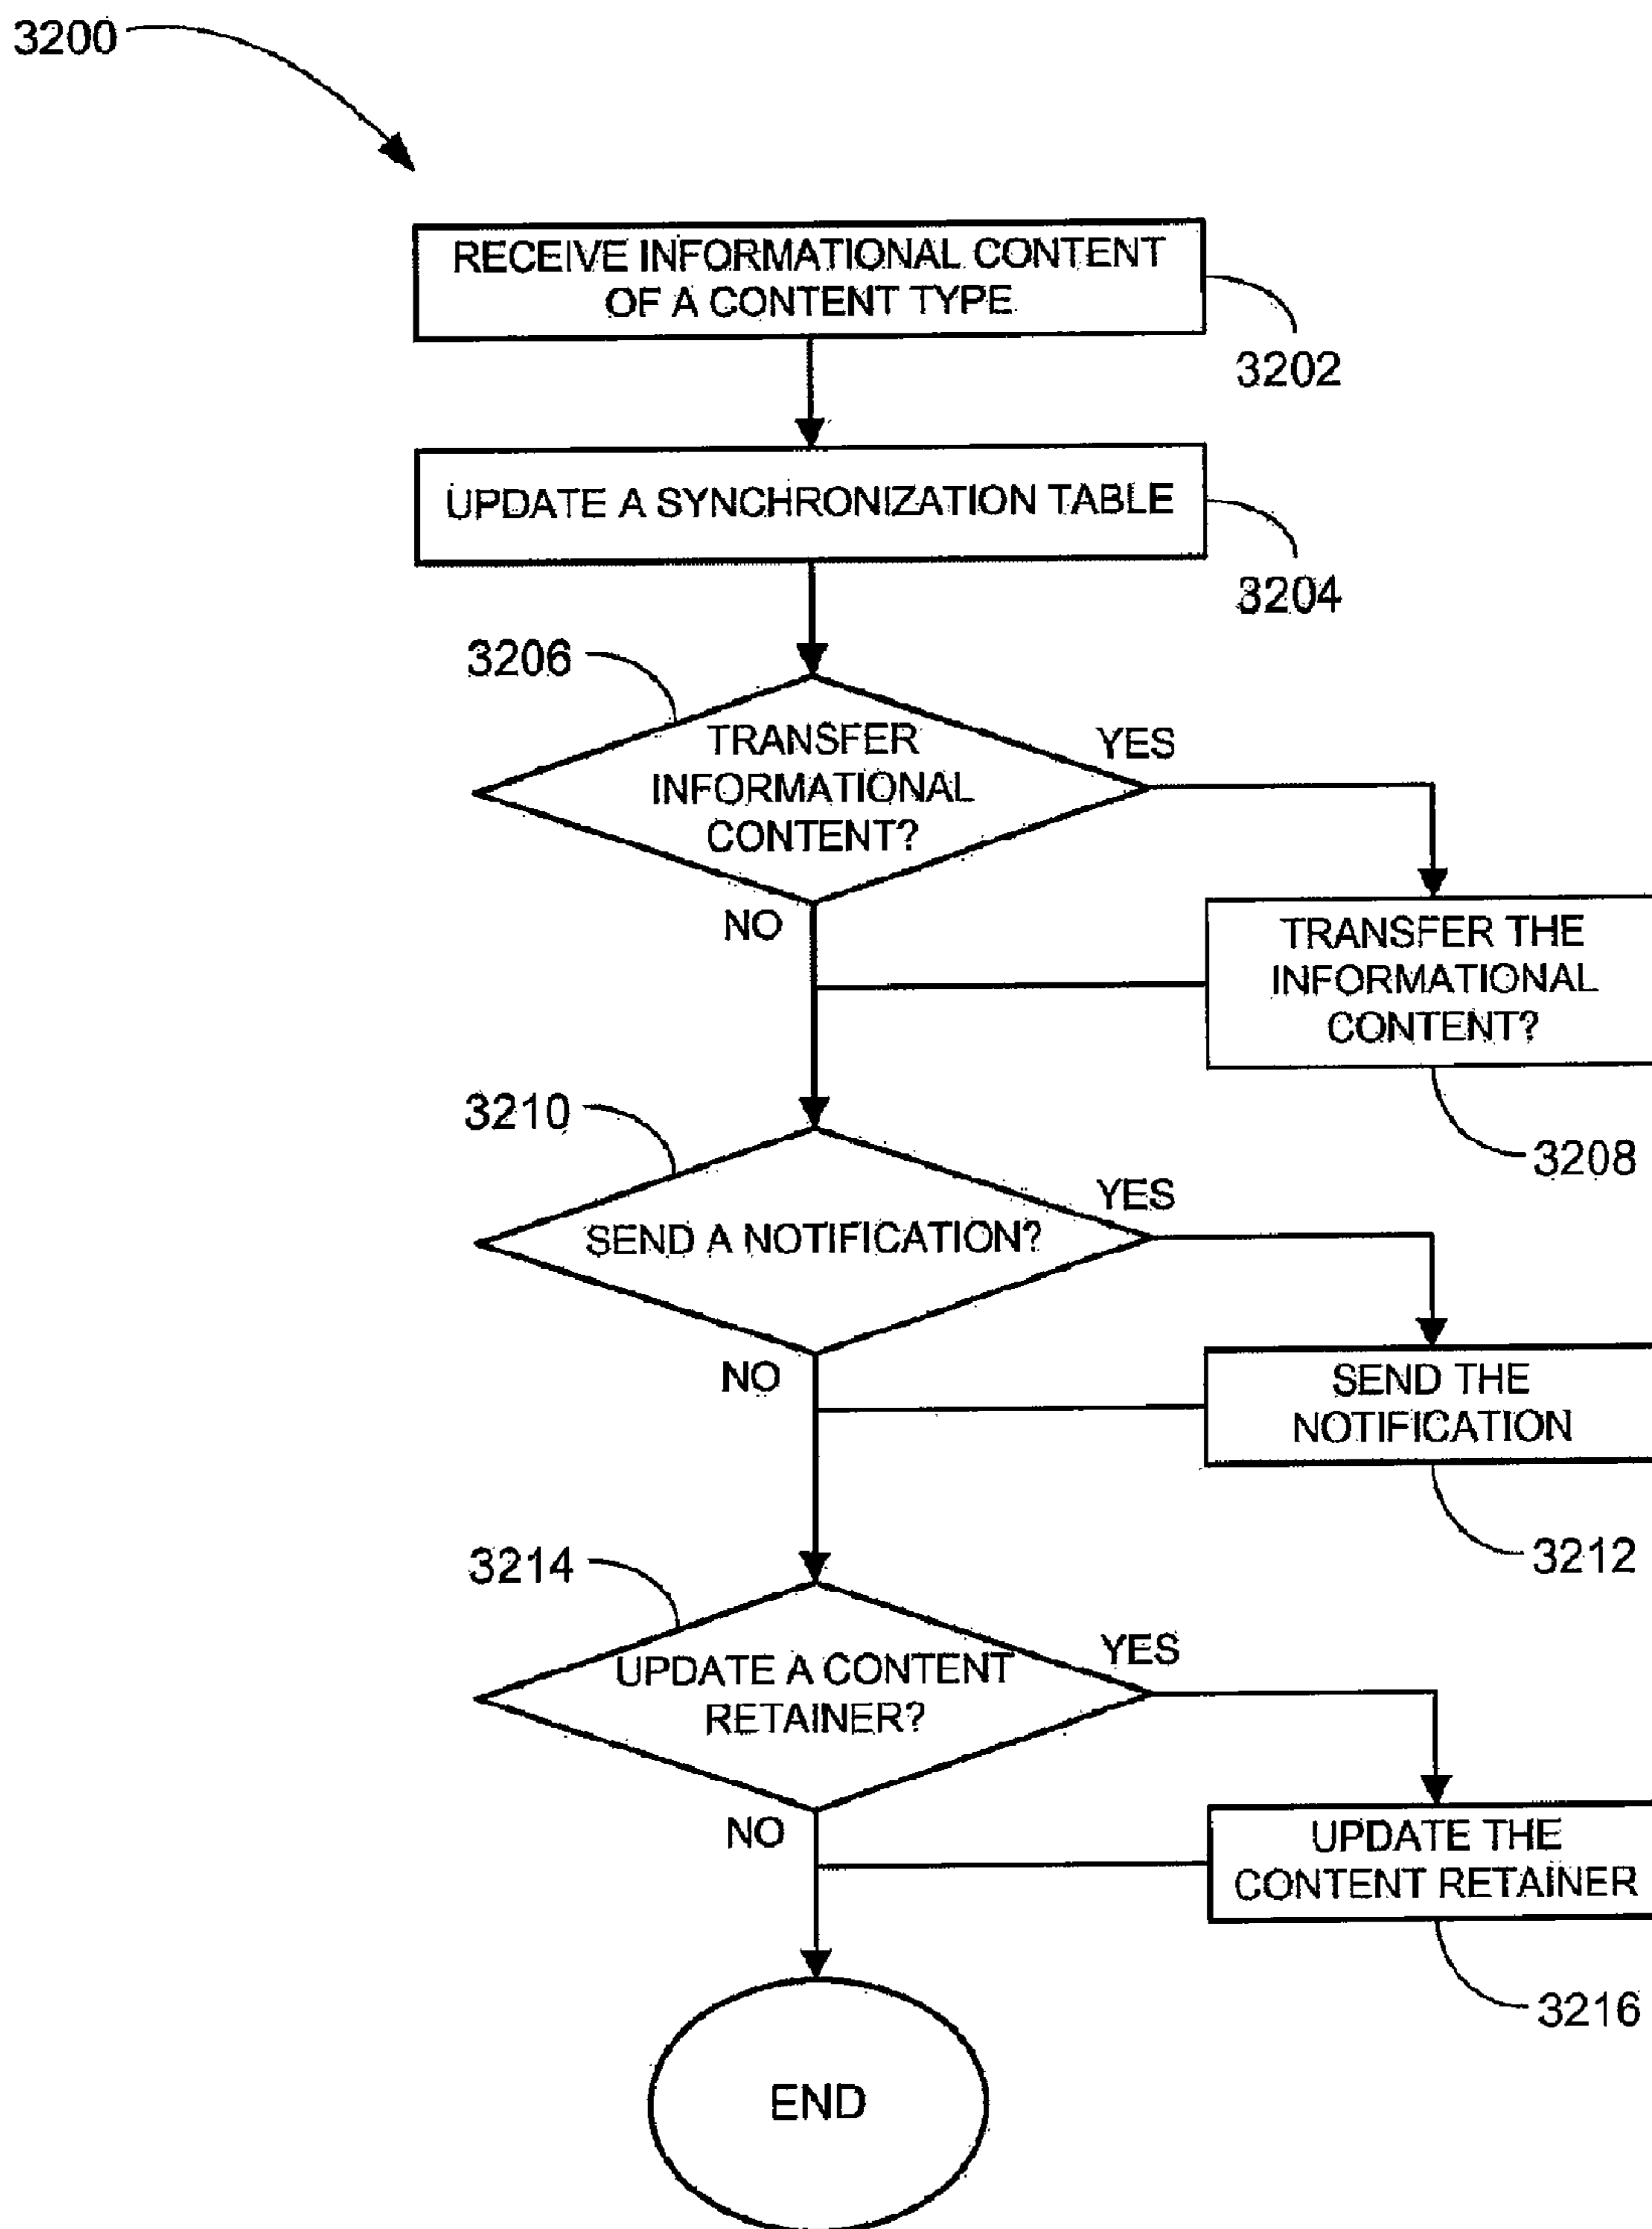 3200
RECEIVE INFORMATIONAL CONTENT
OF A CONTENT TYPE
3202
UPDATE A SYNCHRONIZATION TABLE
3204
3206
TRANSFER
INFORMATIONAL
CONTENT?
YES
NO
TRANSFER THE
INFORMATIONAL
CONTENT?
3208
3210
SEND A NOTIFICATION?
YES
NO
SEND THE
NOTIFICATION
3212
3214
UPDATE A CONTENT
RETAINER?
YES
NO
UPDATE THE
CONTENT RETAINER
3216
END